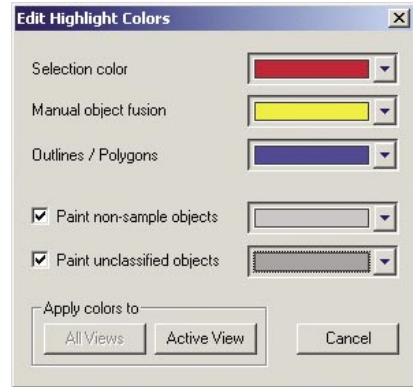 Edit Highlight Colors
Selection color
Manual object fusion
Outlines / Polygons
Paint non-sample objects
Paint unclassified objects
Apply colors to
All Views Active View Cancel